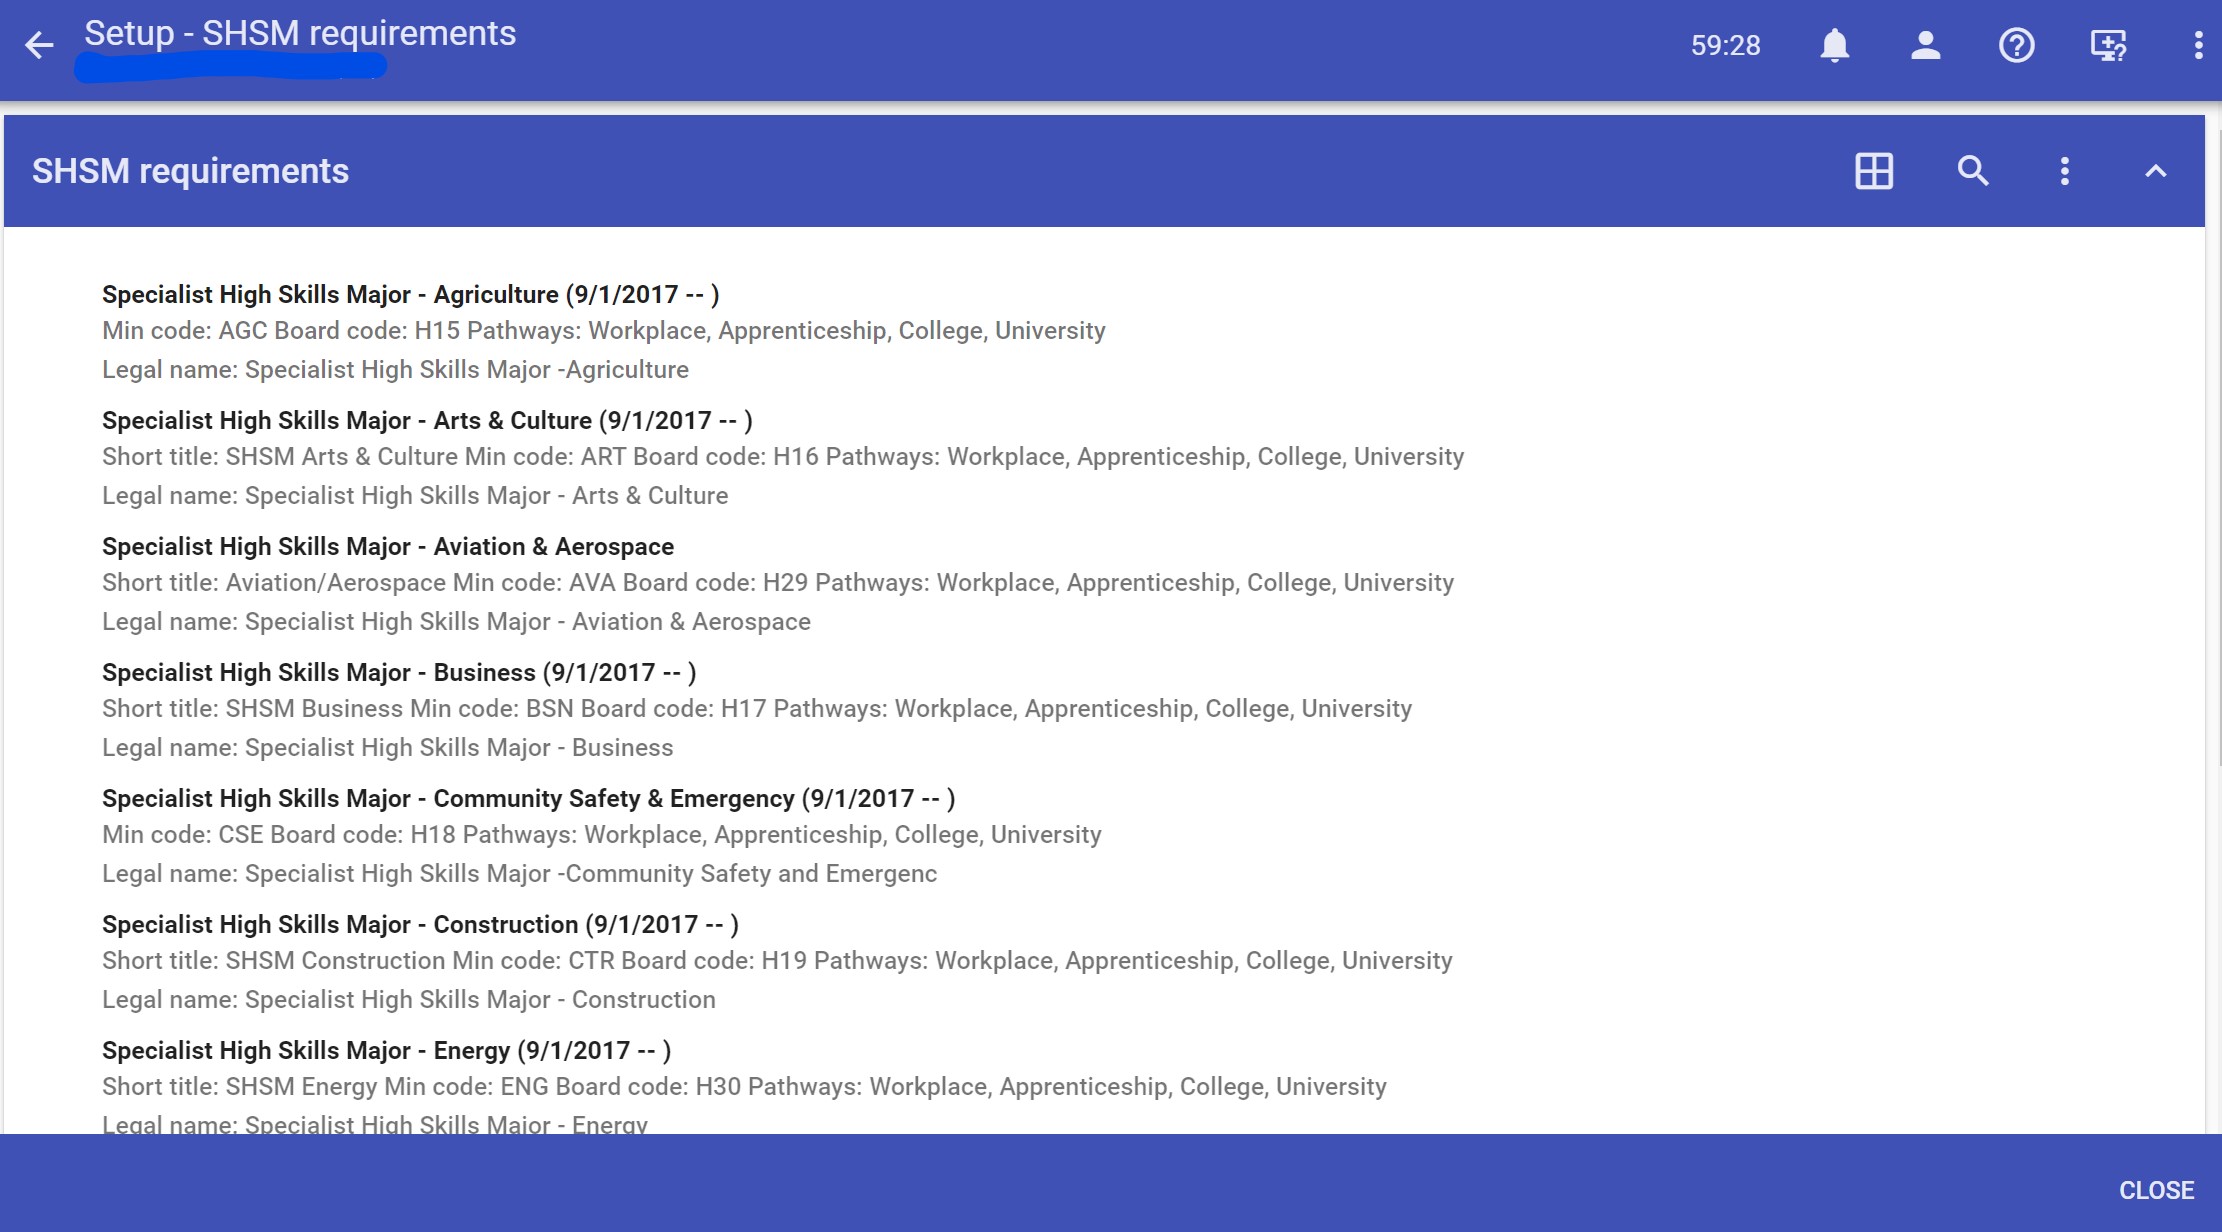 Setup - SHSM requirements
59:28
SHSM requirements
Specialist High Skills Major - Agriculture (9/1/2017 -- )
Min code: AGC Board code: H15 Pathways: Workplace, Apprenticeship, College, University
Legal name: Specialist High Skills Major -Agriculture
Specialist High Skills Major - Arts & Culture (9/1/2017 -- )
Short title: SHSM Arts & Culture Min code: ART Board code: H16 Pathways: Workplace, Apprenticeship, College, University
Legal name: Specialist High Skills Major - Arts & Culture
Specialist High Skills Major - Aviation & Aerospace
Short title: Aviation/Aerospace Min code: AVA Board code: H29 Pathways: Workplace, Apprenticeship, College, University
Legal name: Specialist High Skills Major - Aviation & Aerospace
Specialist High Skills Major - Business (9/1/2017 -- )
Short title: SHSM Business Min code: BSN Board code: H17 Pathways: Workplace, Apprenticeship, College, University
Legal name: Specialist High Skills Major - Business
Specialist High Skills Major - Community Safety & Emergency (9/1/2017 -- )
Min code: CSE Board code: H18 Pathways: Workplace, Apprenticeship, College, University
Legal name: Specialist High Skills Major -Community Safety and Emergenc
Specialist High Skills Major - Construction (9/1/2017 -- )
Short title: SHSM Construction Min code: CTR Board code: H19 Pathways: Workplace, Apprenticeship, College, University
Legal name: Specialist High Skills Major - Construction
Specialist High Skills Major - Energy (9/1/2017 -- )
Short title: SHSM Energy Min code: ENG Board code: H30 Pathways: Workplace, Apprenticeship, College, University
Legal name: Specialist High Skills Major - Energy
CLOSE